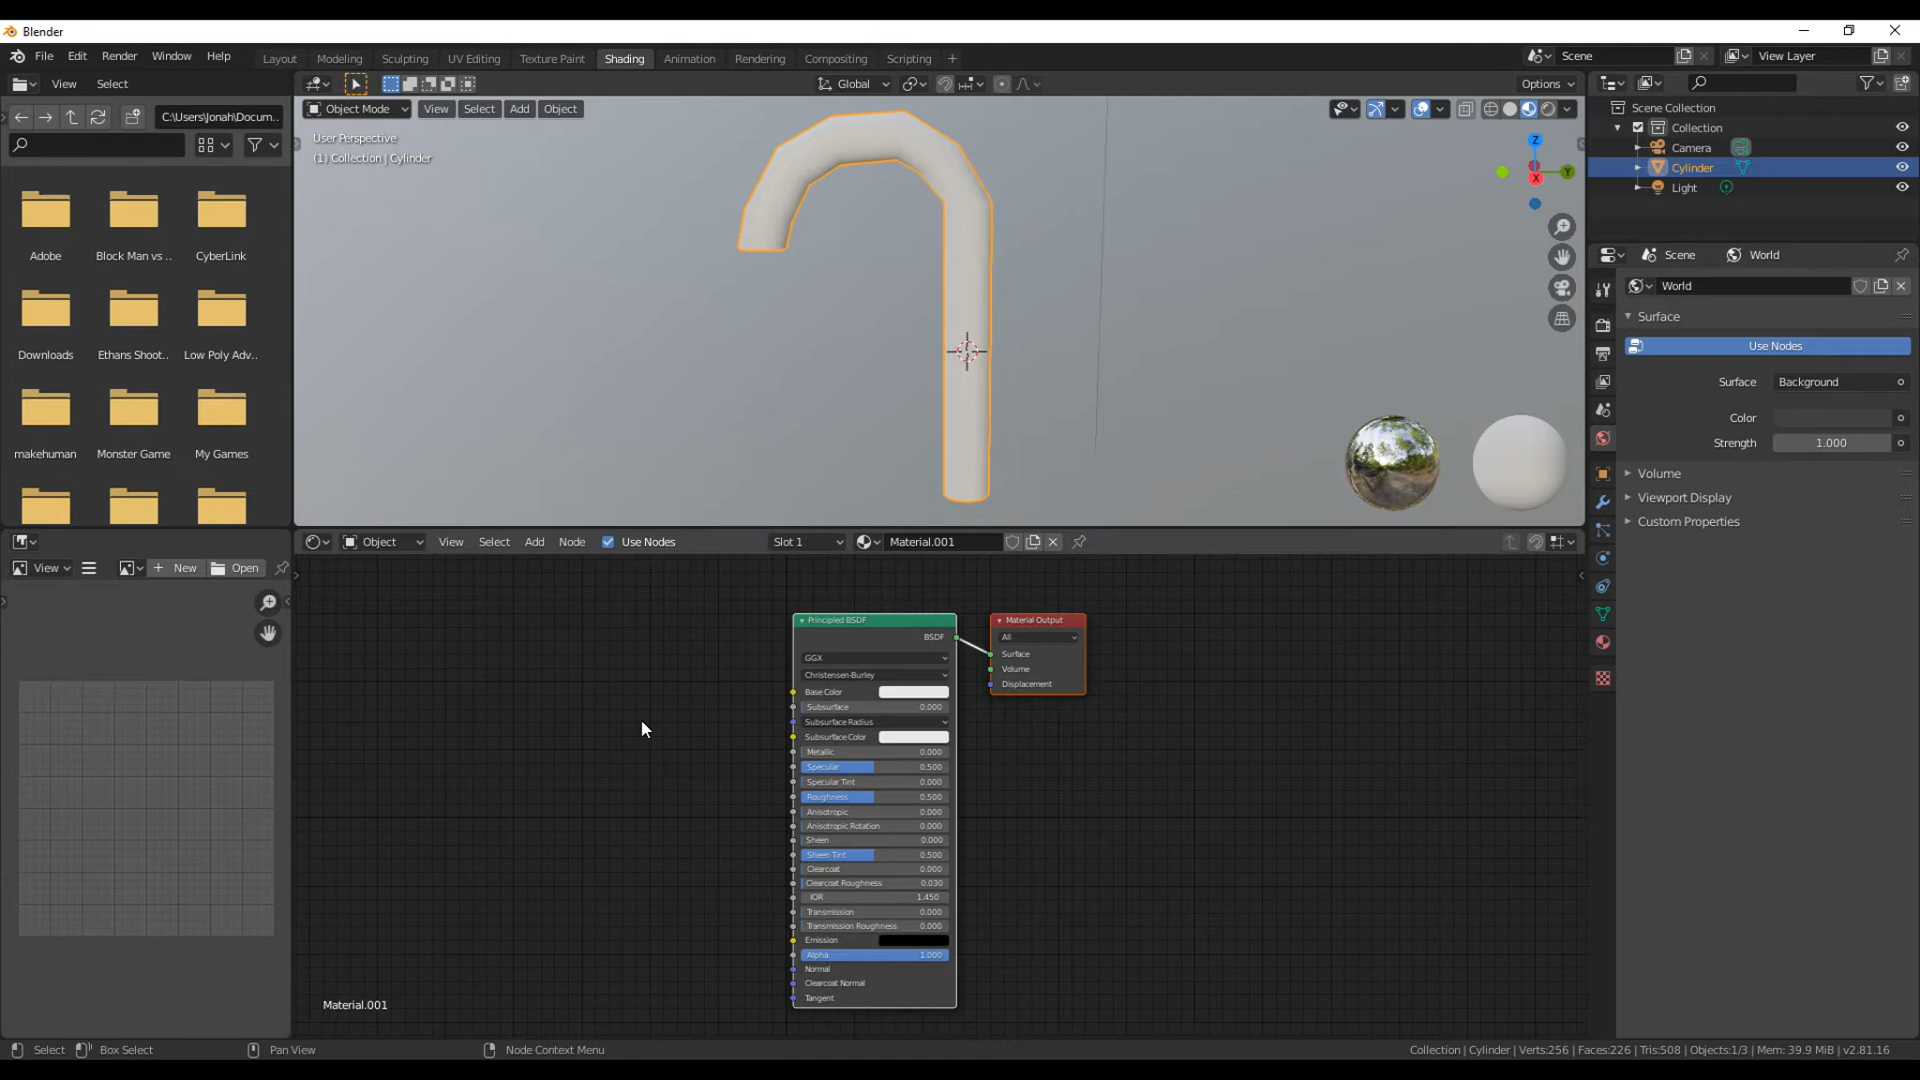 Blender
File Edit Render Window Help
Layout Modeling Sculpting UV Editing Texture Paint Shading Animation Rendering Compositing Scripting +
Scene
View Layer
View Select
Global
Options
C:\Users\Jonah\Docum..
Object Mode View Select Add Object
User Perspective
(1) Collection | Cylinder
Adobe
Block Man vs ..
CyberLink
Downloads
Ethans Shoot..
Low Poly Adv..
makehuman
Monster Game
My Games
Z
Y
X
Scene Collection
Collection
Camera
Cylinder
Light
Scene World
World
Surface
Use Nodes
Surface Background
Color
Strength 1.000
Volume
Viewport Display
Custom Properties
View
New
Open
Object View Select Add Node Use Nodes Slot 1 Material.001
Principled BSDF
BSDF
GGX
Christensen-Burley
Base Color
Subsurface 0.000
Subsurface Radius
Subsurface Color
Metallic 0.000
Specular 0.500
Specular Tint 0.000
Roughness 0.500
Anisotropic 0.000
Anisotropic Rotation 0.000
Sheen 0.000
Sheen Tint 0.500
Clearcoat 0.000
Clearcoat Roughness 0.030
IOR 1.450
Transmission 0.000
Transmission Roughness 0.000
Emission
Alpha 1.000
Normal
Clearcoat Normal
Tangent
Material Output
All
Surface
Volume
Displacement
Material.001
Select Box Select Pan View Node Context Menu
Collection | Cylinder | Verts:256 | Faces:226 | Tris:508 | Objects:1/3 | Mem: 39.9 MiB | v2.81.16